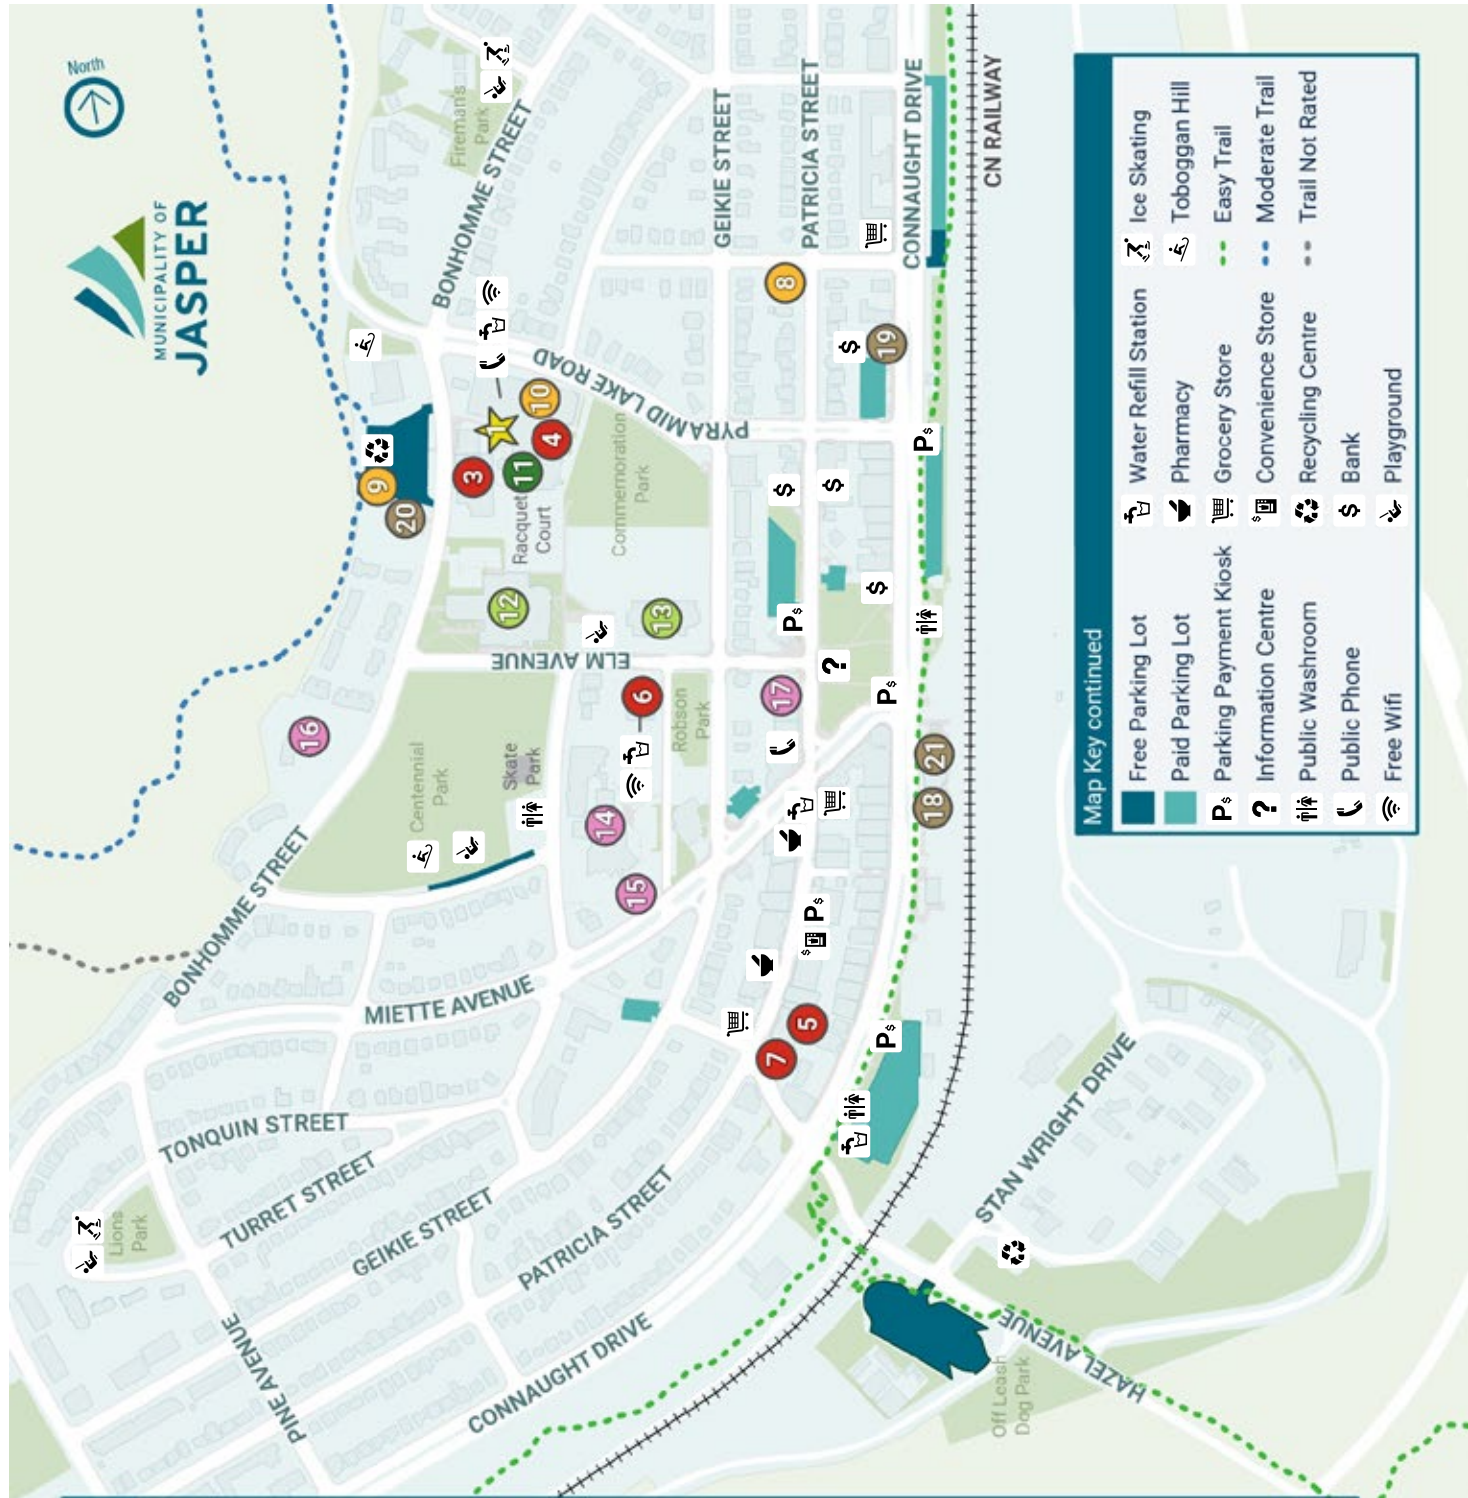 North
MUNICIPALITY OF
JASPER
Fireman's
Park
BONHOMME STREET
GEIKIE STREET
PATRICIA STREET
CONNAUGHT DRIVE
CN RAILWAY
PYRAMID LAKE ROAD
8
19
$
1
10
4
3
11
9
20
Racquet
Court
Commemoration
Park
P$
$
$
$
12
13
P$
ELM AVENUE
?
P$
16
6
17
Robson
Park
Centennial
Park
Skate
Park
14
15
21
18
BONHOMME STREET
MIETTE AVENUE
$
P$
5
7
P$
TONQUIN STREET
TURRET STREET
GEIKIE STREET
PATRICIA STREET
CONNAUGHT DRIVE
PINE AVENUE
Lions
Park
STAN WRIGHT DRIVE
HAZEL AVENUE
Off Leash
Dog Park
Map Key continued
Free Parking Lot
Paid Parking Lot
P$ Parking Payment Kiosk
? Information Centre
Public Washroom
Public Phone
Free Wifi
Water Refill Station
Pharmacy
Grocery Store
$ Convenience Store
Recycling Centre
$ Bank
Playground
Ice Skating
Toboggan Hill
Easy Trail
Moderate Trail
Trail Not Rated